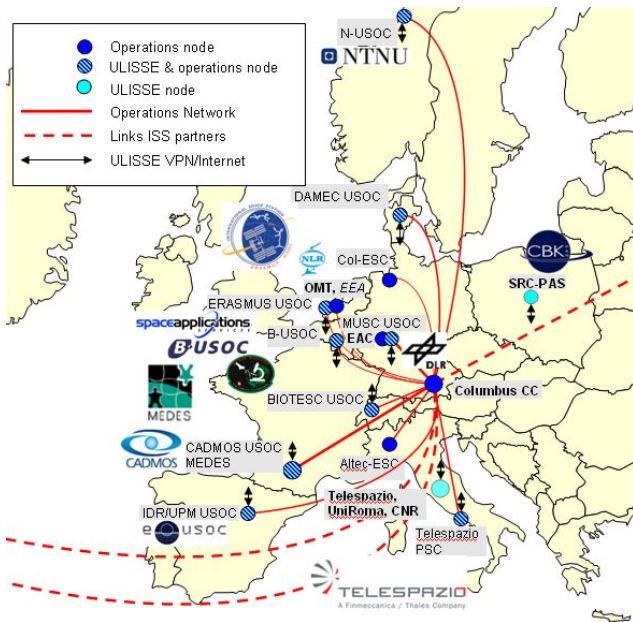 Operations node
ULISSE & operations node
ULISSE node
Operations Network
Links ISS partners
ULISSE VPN/Internet
N-USOC
NTNU
DAMEC USOC
INTERNATIONAL SPACE STATION
NLR
Col-ESC
CBK
SRC-PAS
OMT, EEA
ERASMUS USOC
spaceapplications
SERVICES
B-USOC
B-USOC
MUSC USOC
EAC
DLR
Columbus CC
MEDES
BIOTESC USOC
CADMOS
CADMOS USOC
MEDES
Altec-ESC
IDR/UPM USOC
e-usoc
Telespazio,
UniRoma, CNR
Telespazio
PSC
TELESPAZIO
A Finmeccanica / Thales Company